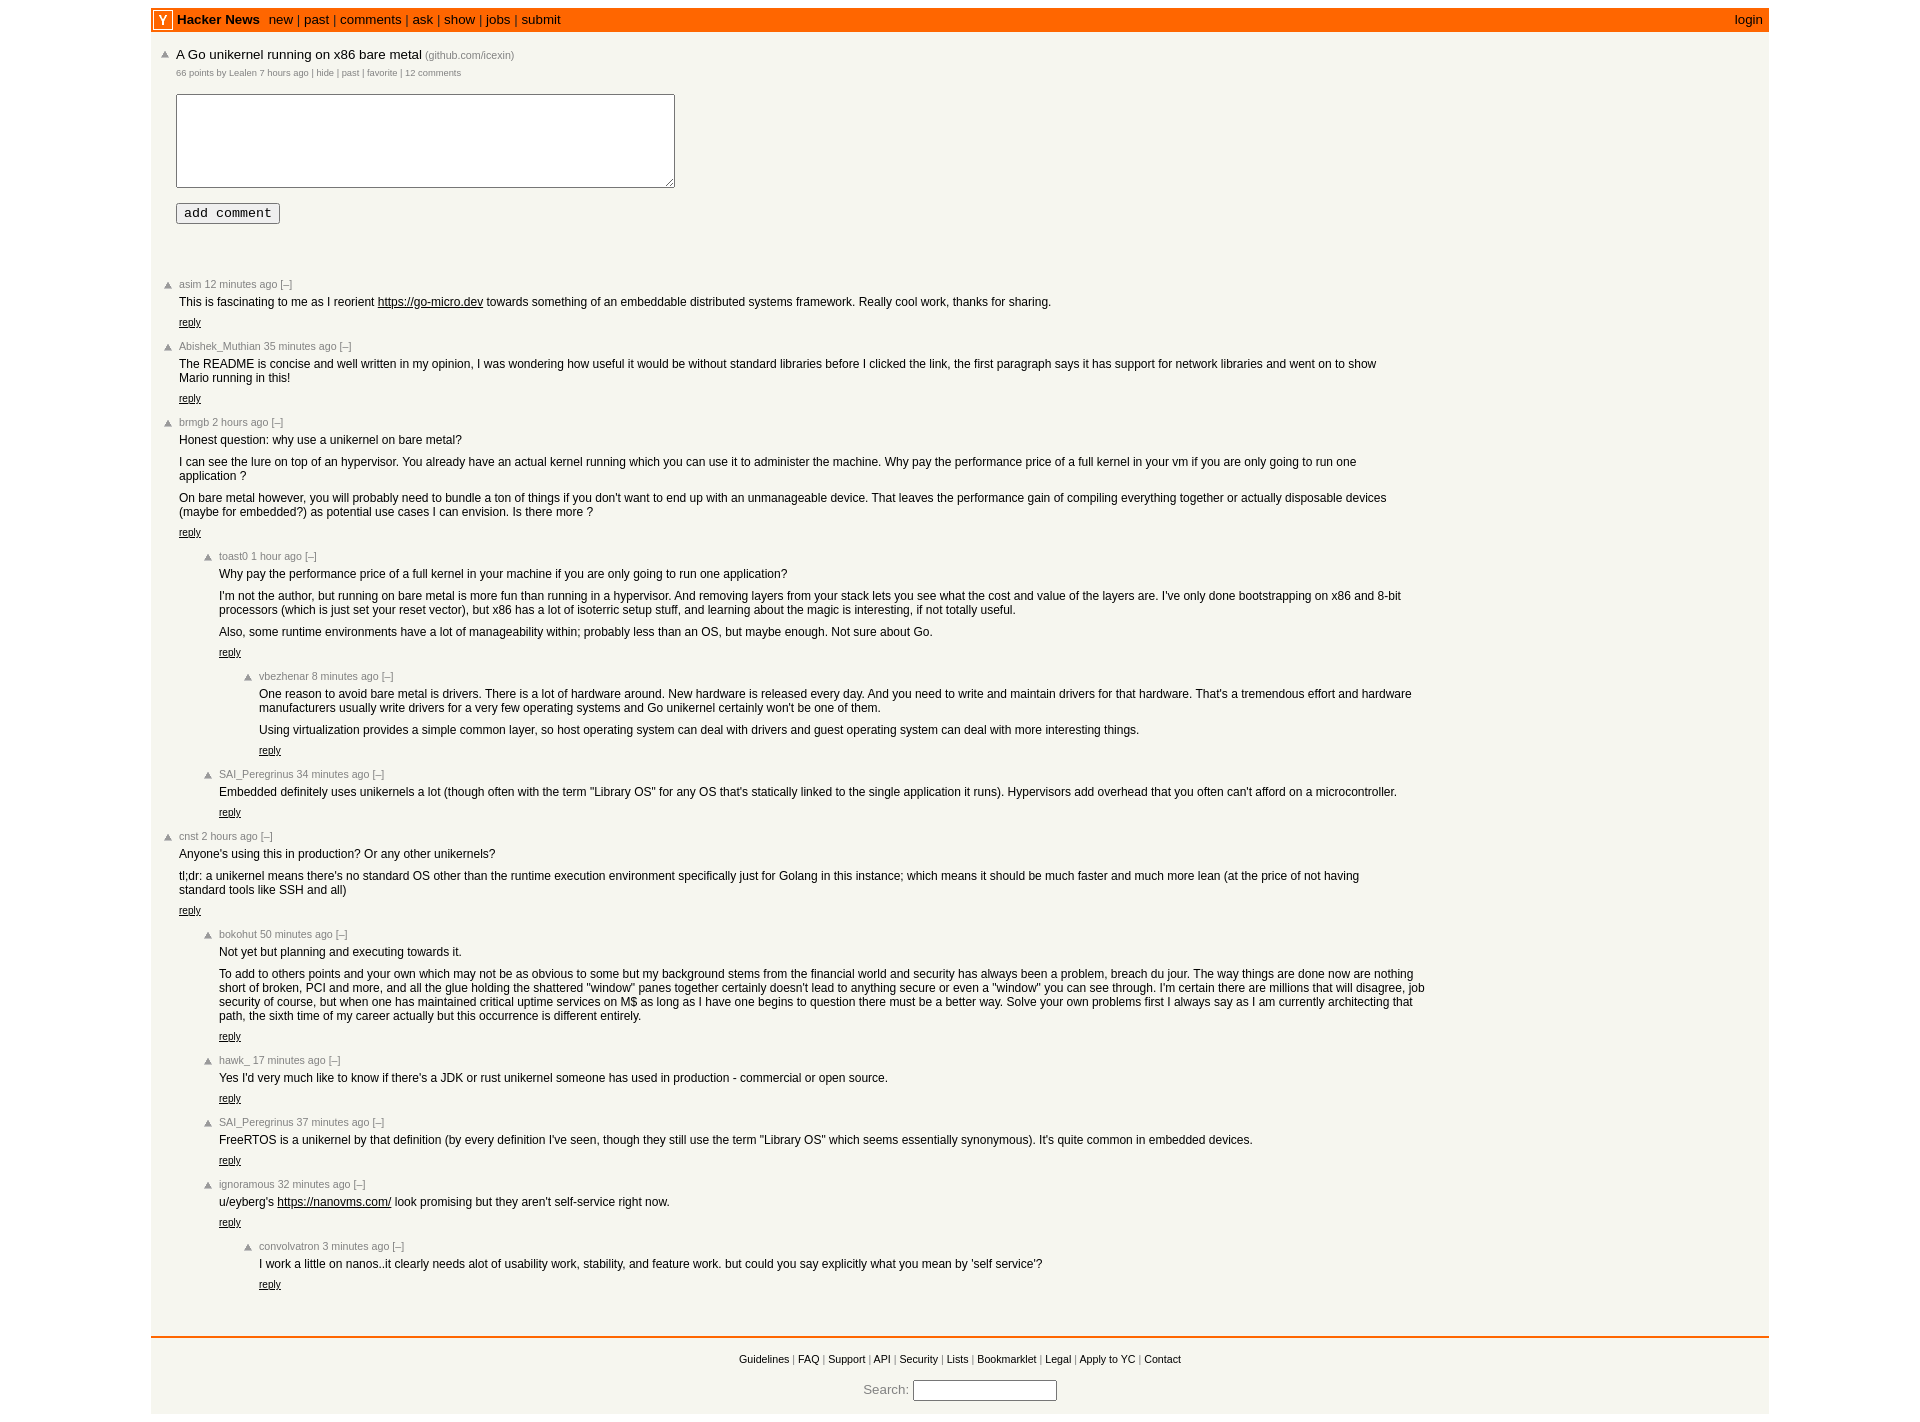 Y Hacker News new | past | comments | ask | show | jobs | submit login
A Go unikernel running on x86 bare metal (github.com/icexin)
66 points by Lealen 7 hours ago | hide | past | favorite | 12 comments
add comment
asim 12 minutes ago [–]
This is fascinating to me as I reorient https://go-micro.dev towards something of an embeddable distributed systems framework. Really cool work, thanks for sharing.
reply
Abishek_Muthian 35 minutes ago [–]
The README is concise and well written in my opinion, I was wondering how useful it would be without standard libraries before I clicked the link, the first paragraph says it has support for network libraries and went on to show
Mario running in this!
reply
brmgb 2 hours ago [–]
Honest question: why use a unikernel on bare metal?
I can see the lure on top of an hypervisor. You already have an actual kernel running which you can use it to administer the machine. Why pay the performance price of a full kernel in your vm if you are only going to run one
application ?
On bare metal however, you will probably need to bundle a ton of things if you don't want to end up with an unmanageable device. That leaves the performance gain of compiling everything together or actually disposable devices
(maybe for embedded?) as potential use cases I can envision. Is there more ?
reply
toast0 1 hour ago [–]
Why pay the performance price of a full kernel in your machine if you are only going to run one application?
I'm not the author, but running on bare metal is more fun than running in a hypervisor. And removing layers from your stack lets you see what the cost and value of the layers are. I've only done bootstrapping on x86 and 8-bit
processors (which is just set your reset vector), but x86 has a lot of isoterric setup stuff, and learning about the magic is interesting, if not totally useful.
Also, some runtime environments have a lot of manageability within; probably less than an OS, but maybe enough. Not sure about Go.
reply
vbezhenar 8 minutes ago [–]
One reason to avoid bare metal is drivers. There is a lot of hardware around. New hardware is released every day. And you need to write and maintain drivers for that hardware. That's a tremendous effort and hardware
manufacturers usually write drivers for a very few operating systems and Go unikernel certainly won't be one of them.
Using virtualization provides a simple common layer, so host operating system can deal with drivers and guest operating system can deal with more interesting things.
reply
SAI_Peregrinus 34 minutes ago [–]
Embedded definitely uses unikernels a lot (though often with the term "Library OS" for any OS that's statically linked to the single application it runs). Hypervisors add overhead that you often can't afford on a microcontroller.
reply
cnst 2 hours ago [–]
Anyone's using this in production? Or any other unikernels?
tl;dr: a unikernel means there's no standard OS other than the runtime execution environment specifically just for Golang in this instance; which means it should be much faster and much more lean (at the price of not having
standard tools like SSH and all)
reply
bokohut 50 minutes ago [–]
Not yet but planning and executing towards it.
To add to others points and your own which may not be as obvious to some but my background stems from the financial world and security has always been a problem, breach du jour. The way things are done now are nothing
short of broken, PCI and more, and all the glue holding the shattered "window" panes together certainly doesn't lead to anything secure or even a "window" you can see through. I'm certain there are millions that will disagree, job
security of course, but when one has maintained critical uptime services on M$ as long as I have one begins to question there must be a better way. Solve your own problems first I always say as I am currently architecting that
path, the sixth time of my career actually but this occurrence is different entirely.
reply
hawk_ 17 minutes ago [–]
Yes I'd very much like to know if there's a JDK or rust unikernel someone has used in production - commercial or open source.
reply
SAI_Peregrinus 37 minutes ago [–]
FreeRTOS is a unikernel by that definition (by every definition I've seen, though they still use the term "Library OS" which seems essentially synonymous). It's quite common in embedded devices.
reply
ignoramous 32 minutes ago [–]
u/eyberg's https://nanovms.com/ look promising but they aren't self-service right now.
reply
convolvatron 3 minutes ago [–]
I work a little on nanos..it clearly needs alot of usability work, stability, and feature work. but could you say explicitly what you mean by 'self service'?
reply
Guidelines | FAQ | Support | API | Security | Lists | Bookmarklet | Legal | Apply to YC | Contact
Search: